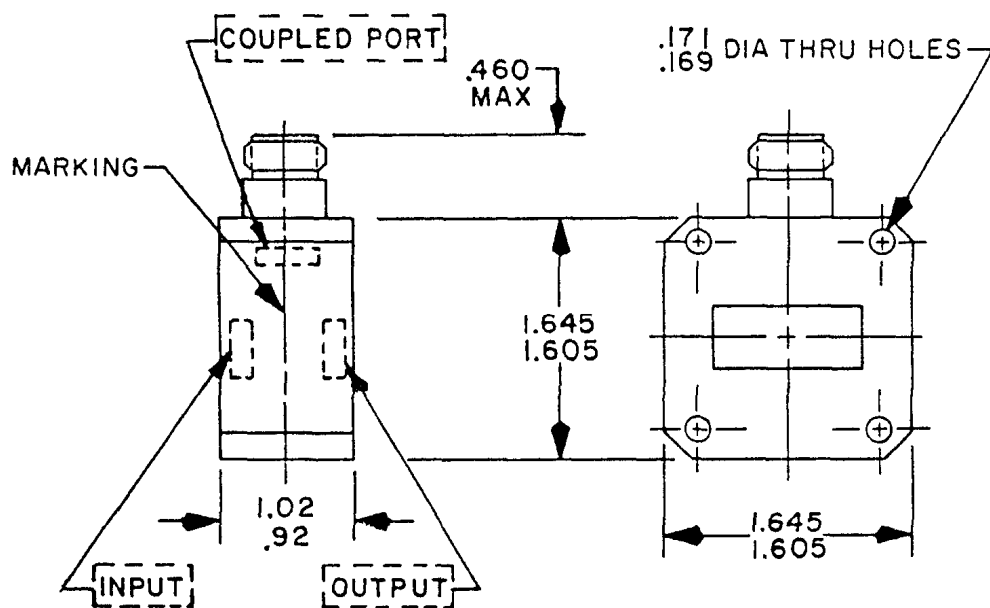 COUPLED PORT
.171
.169 DIA THRU HOLES
.460
MAX
MARKING
1.645
1.605
1.02
.92
1.645
1.605
INPUT
OUTPUT